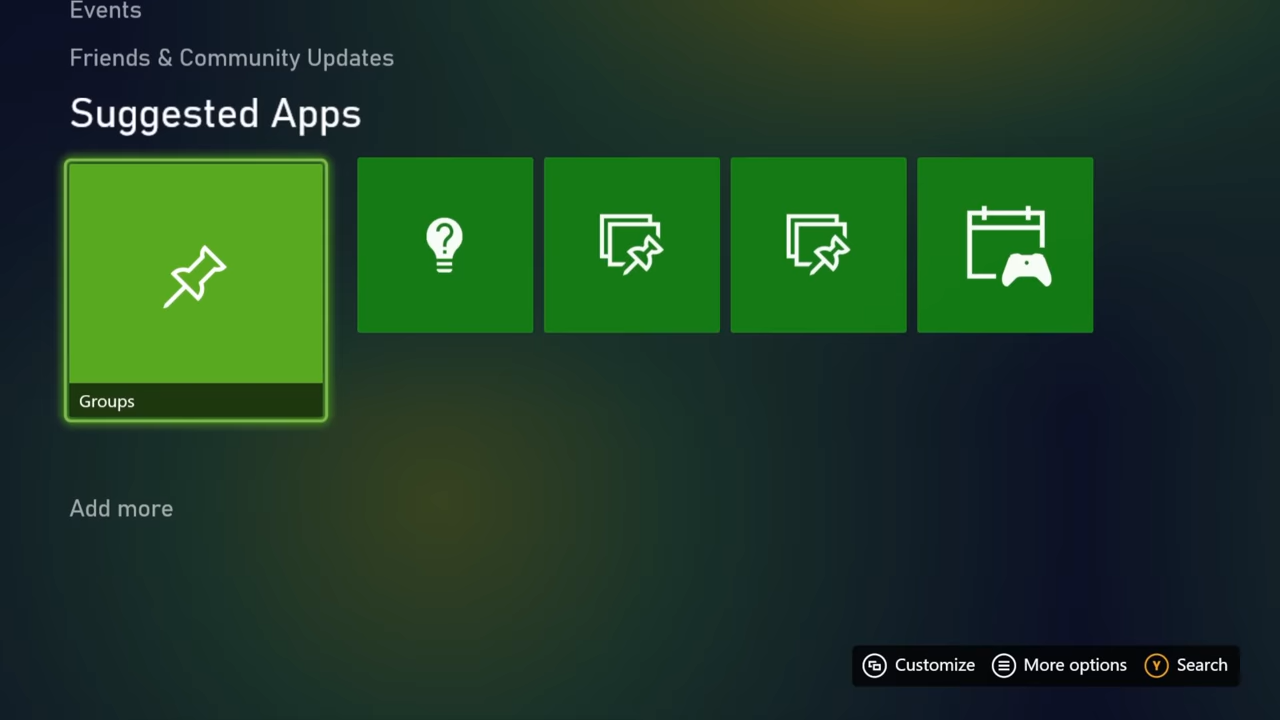 Events
Friends & Community Updates
Suggested Apps
Groups
Add more
Customize
More options
Y Search